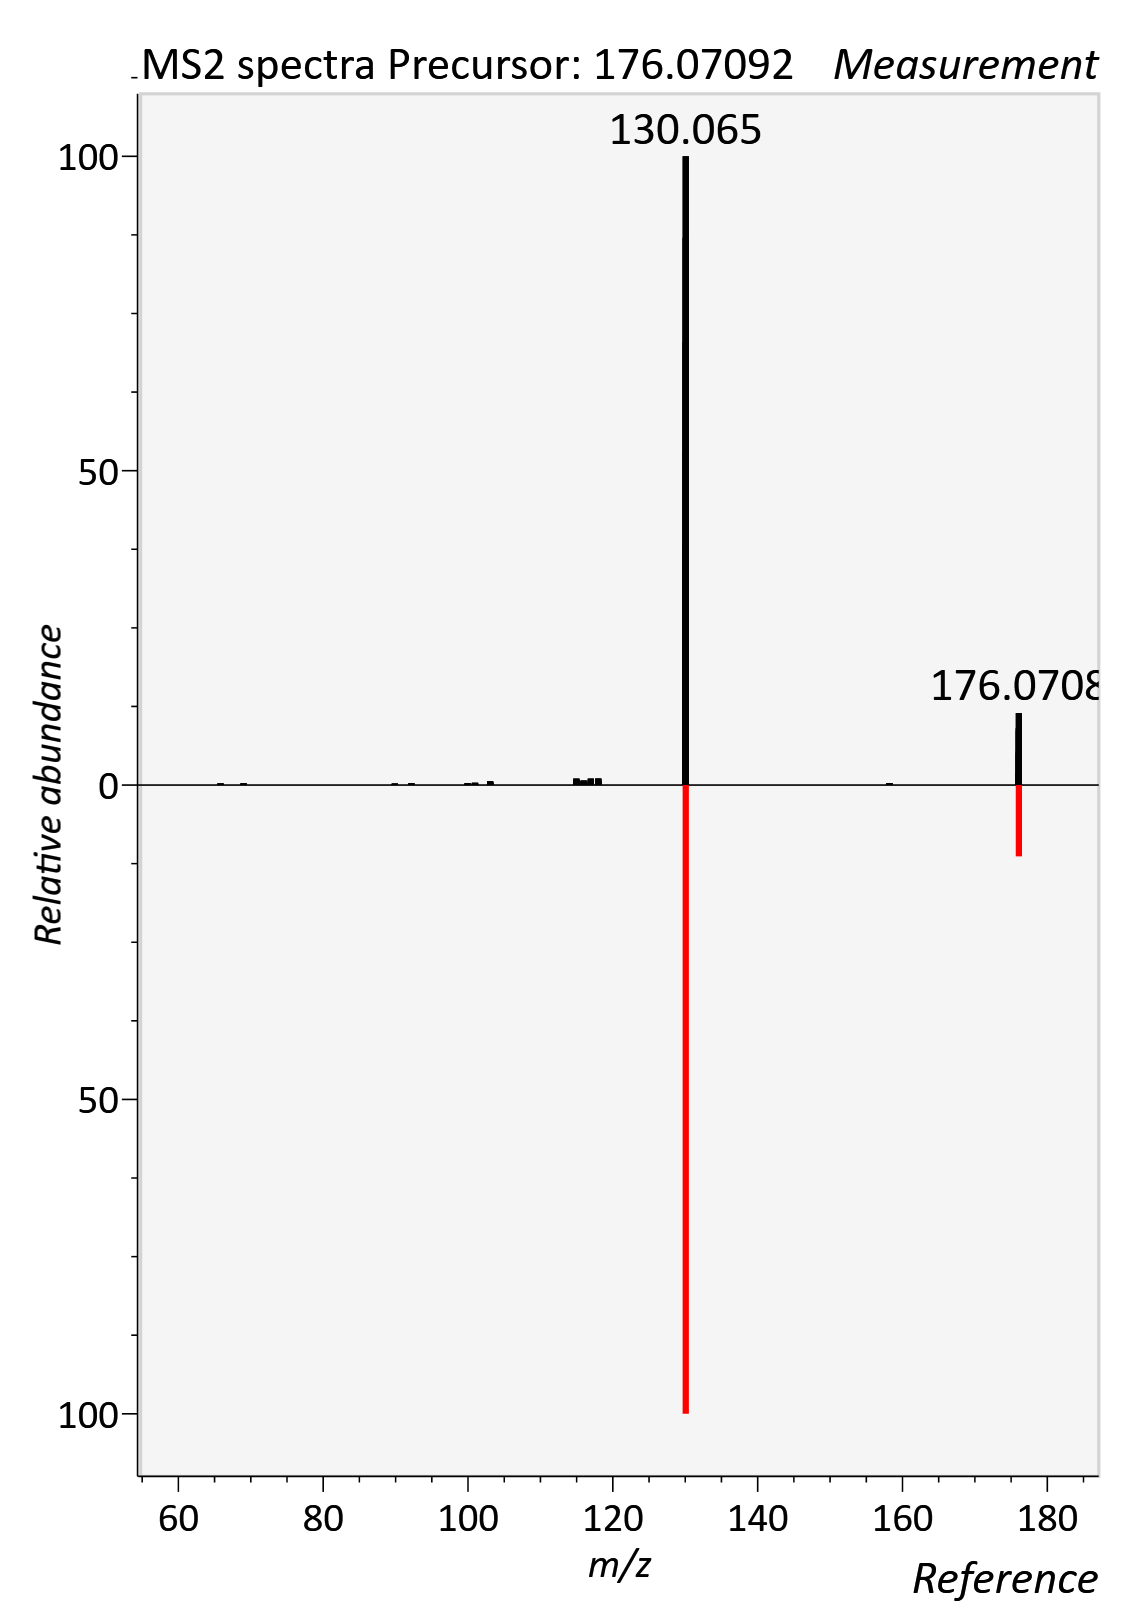 MS2 spectra Precursor: 176.07092 Measurement
130.065
100
50
176.0708
0
Relative abundance
50
100
60 80 100 120 140 160 180
m/z
Reference